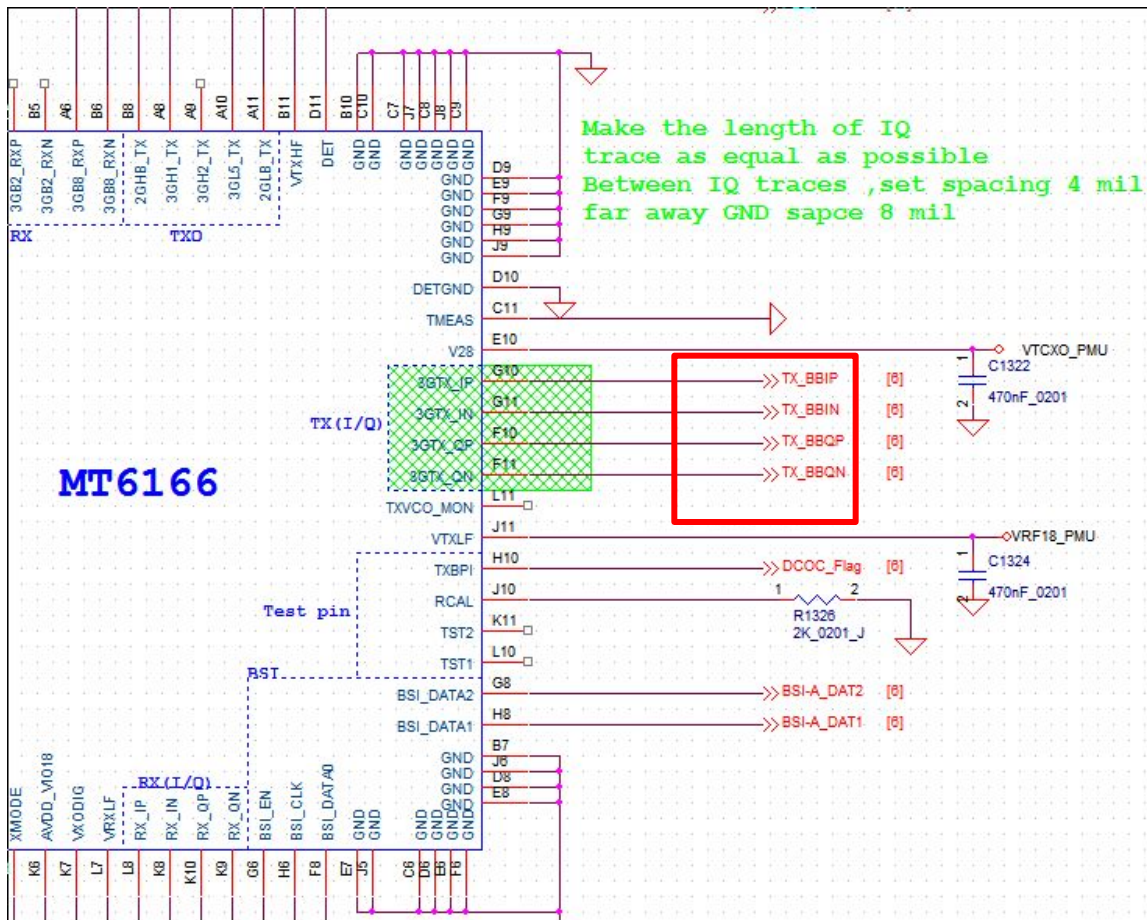 B5
A6
B6
B8
A8
A9
A10
A11
B11
D11
B10
C10
C7
J7
C8
J8
C9
3GB2_RXP
3GB2_RXN
3GB8_RXP
3GB8_RXN
2GHB_TX
3GH1_TX
3GH2_TX
3GL5_TX
2GLB_TX
VTXHF
DET
GND
GND
GND
GND
GND
GND
GND
RX
TXO
Make the length of IQ
trace as equal as possible
Between IQ traces ,set spacing 4 mil
far away GND sapce 8 mil
GND D9
GND E9
GND F9
GND G9
GND H9
GND J9
DETGND D10
TMEAS C11
V28 E10
VTCXO_PMU
1 C1322
2 470nF_0201
TX(I/Q)
3GTX_IP G10 TX_BBIP [6]
3GTX_IN G11 TX_BBIN [6]
3GTX_QP F10 TX_BBQP [6]
3GTX_QN F11 TX_BBQN [6]
MT6166
TXVCO_MON L11
VTXLF J11 VRF18_PMU
1 C1324
2 470nF_0201
Test pin
TXBPI H10 DCOC_Flag [6]
RCAL J10 1 2
R1326
2K_0201_J
TST2 K11
TST1 L10
BSI
BSI_DATA2 G8 BSI-A_DAT2 [6]
BSI_DATA1 H8 BSI-A_DAT1 [6]
GND B7
GND J6
GND D8
GND E8
RX(I/Q)
XMODE
AVDD_VIO18
VXODIG
VRXLF
RX_IP
RX_IN
RX_QP
RX_QN
BSI_EN
BSI_CLK
BSI_DATA0
GND
GND
GND
GND
GND
GND
K6
K7
L7
L8
K8
K10
K9
G6
H6
F8
E7
J5
C6
D6
E6
F6